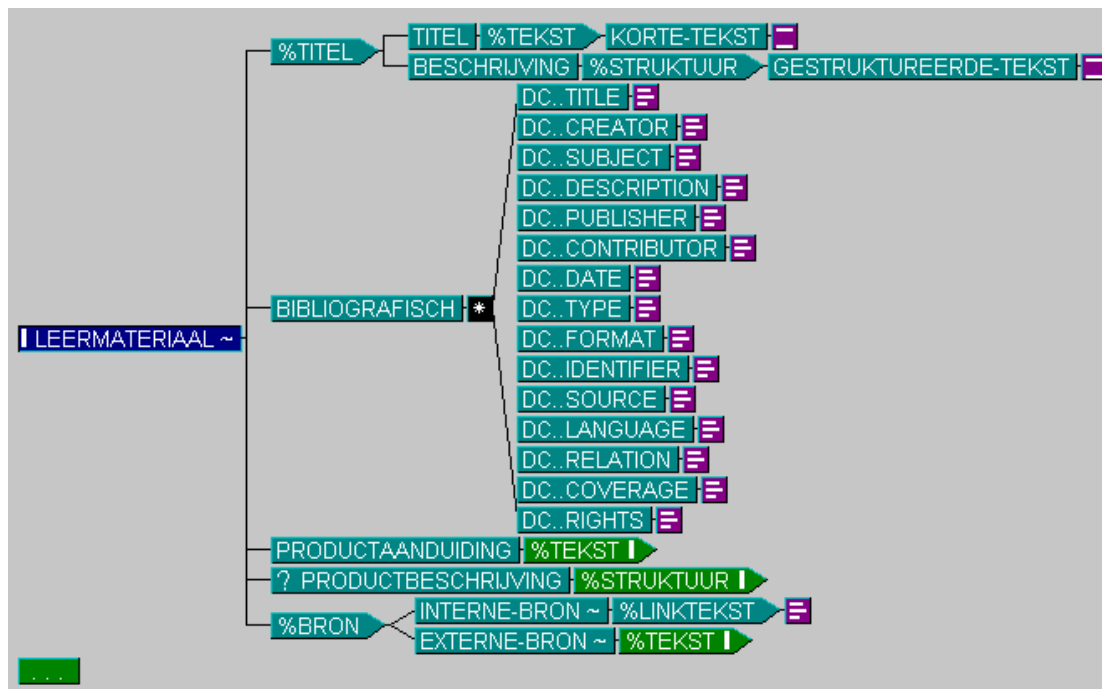 %TITEL TITEL %TEKST KORTE-TEKST
BESCHRIJVING %STRUKTUUR GESTRUKTUREERDE-TEKST
DC..TITLE
DC..CREATOR
DC..SUBJECT
DC..DESCRIPTION
DC..PUBLISHER
DC..CONTRIBUTOR
DC..DATE
BIBLIOGRAFISCH * DC..TYPE
LEERMATERIAAL ~ DC..FORMAT
DC..IDENTIFIER
DC..SOURCE
DC..LANGUAGE
DC..RELATION
DC..COVERAGE
DC..RIGHTS
PRODUCTAANDUIDING %TEKST
? PRODUCTBESCHRIJVING %STRUKTUUR
%BRON INTERNE-BRON ~ %LINKTEKST
EXTERNE-BRON ~ %TEKST
. . .